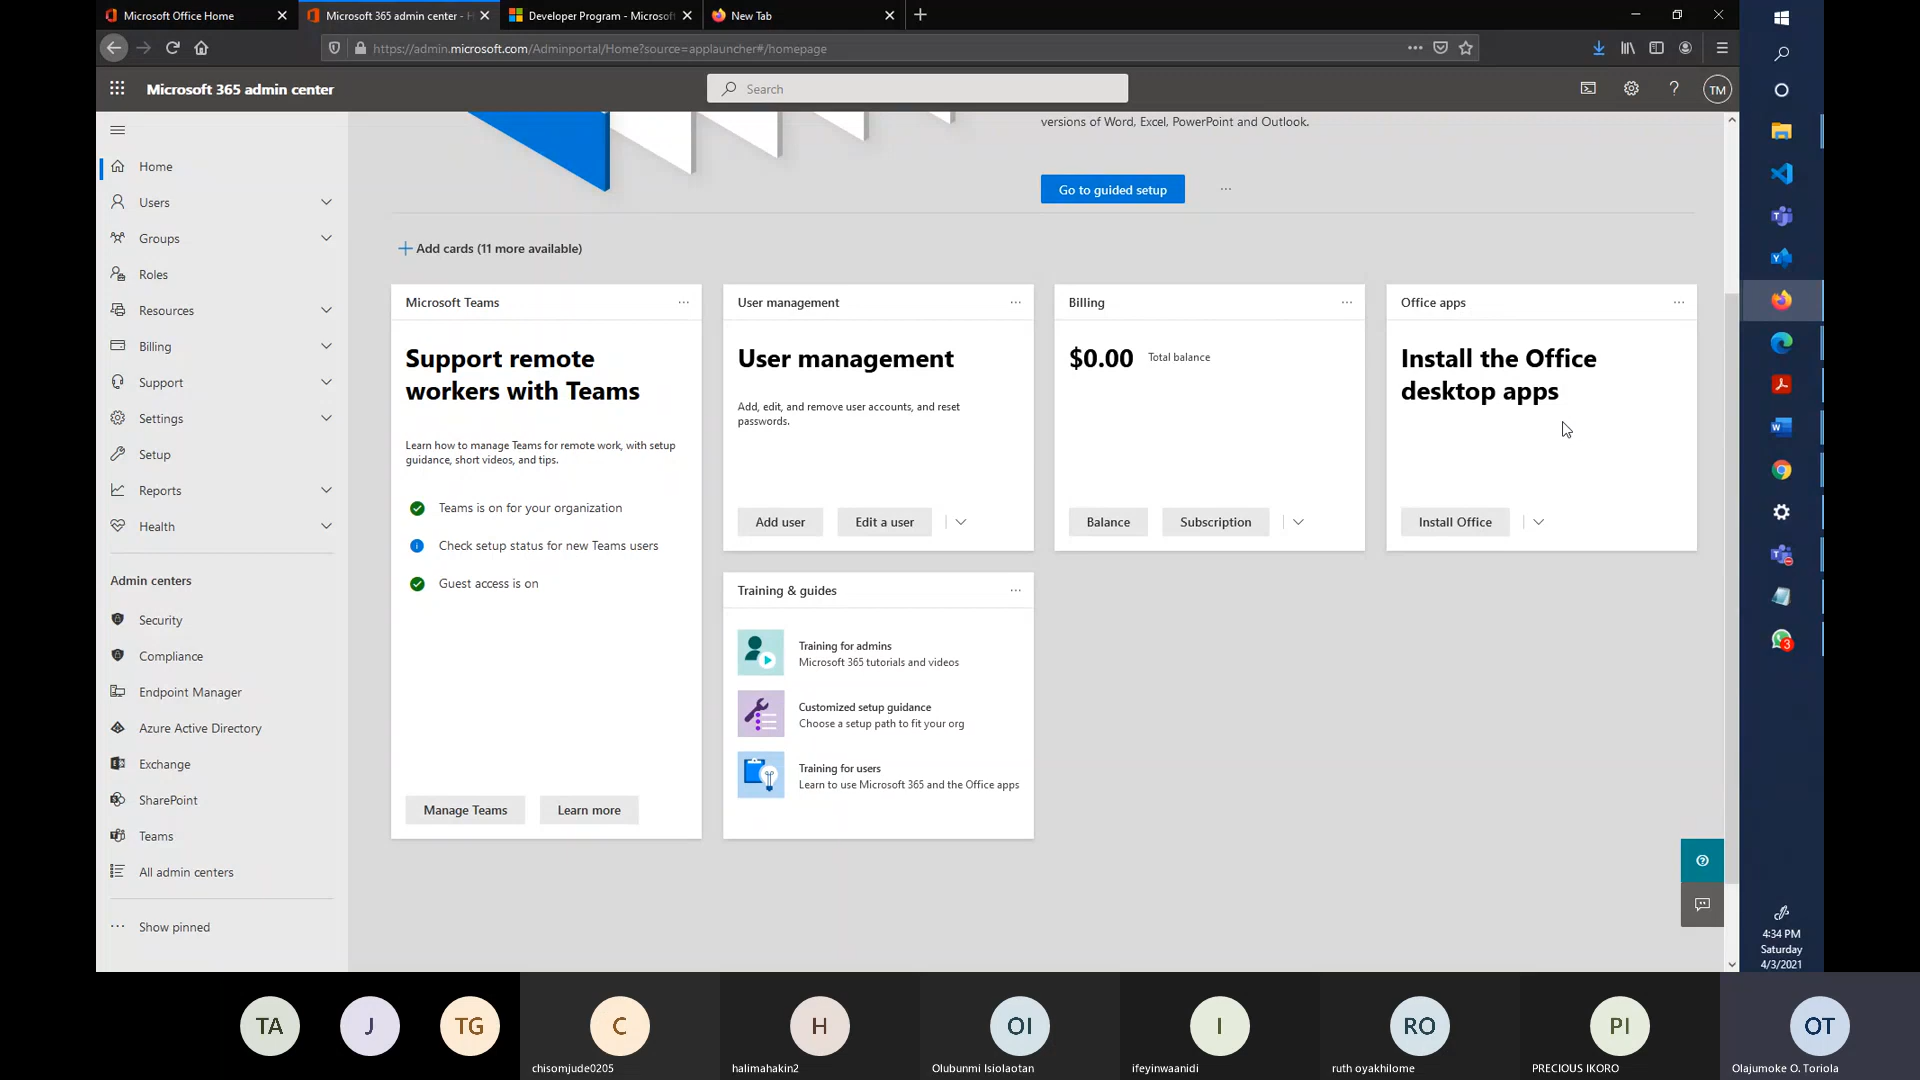 Microsoft Office Home
Microsoft 365 admin center - H
Developer Program - Microsof
New Tab
https://admin.microsoft.com/Adminportal/Home?source=applauncher#/homepage
Microsoft 365 admin center
Search
TM
Home
Users
Groups
Roles
Resources
Billing
Support
Settings
Setup
Reports
Health
Admin centers
Security
Compliance
Endpoint Manager
Azure Active Directory
Exchange
SharePoint
Teams
All admin centers
Show pinned
versions of Word, Excel, PowerPoint and Outlook.
Go to guided setup
Add cards (11 more available)
Microsoft Teams
Support remote
workers with Teams
Learn how to manage Teams for remote work, with setup
guidance, short videos, and tips.
Teams is on for your organization
Check setup status for new Teams users
Guest access is on
Manage Teams
Learn more
User management
User management
Add, edit, and remove user accounts, and reset
passwords.
Add user
Edit a user
Billing
$0.00
Total balance
Balance
Subscription
Office apps
Install the Office
desktop apps
Install Office
Training & guides
Training for admins
Microsoft 365 tutorials and videos
Customized setup guidance
Choose a setup path to fit your org
Training for users
Learn to use Microsoft 365 and the Office apps
3
4:34 PM
Saturday
4/3/2021
TA
J
TG
C
chisomjude0205
H
halimahakin2
OI
Olubunmi Isiolaotan
I
ifeyinwaanidi
RO
ruth oyakhilome
PI
PRECIOUS IKORO
OT
Olajumoke O. Toriola